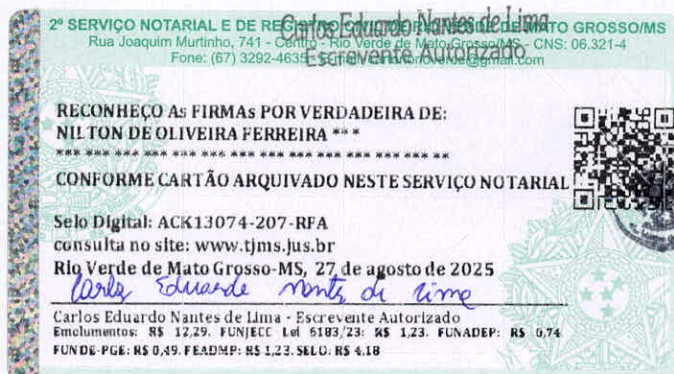 2º SERVIÇO NOTARIAL E DE
Carlos Eduardo Nantes de Lima
Escrevente Autorizado
MATO GROSSO/MS
Rua Joaquim Murtinho, 741 - Centro - Rio Verde de Mato Grosso/MS - CNS: 06.321-4
Fone: (67) 3292-4635
@gmail.com
RECONHEÇO As FIRMAs POR VERDADEIRA DE:
NILTON DE OLIVEIRA FERREIRA ***
*** *** *** *** *** *** *** *** *** *** *** *** *** *** **
CONFORME CARTÃO ARQUIVADO NESTE SERVIÇO NOTARIAL
Selo Digital: ACK13074-207-RFA
consulta no site: www.tjms.jus.br
Rio Verde de Mato Grosso-MS, 27 de agosto de 2025
Carlos Eduardo Nantes de Lima
Carlos Eduardo Nantes de Lima - Escrevente Autorizado
Emolumentos: R$ 12,29. FUNJECC Lei 6183/23: R$ 1,23. FUNADEP: R$ 0,74
FUNDE-PGE: R$ 0,49. FEADMP: R$ 1,23. SELO: R$ 4,18